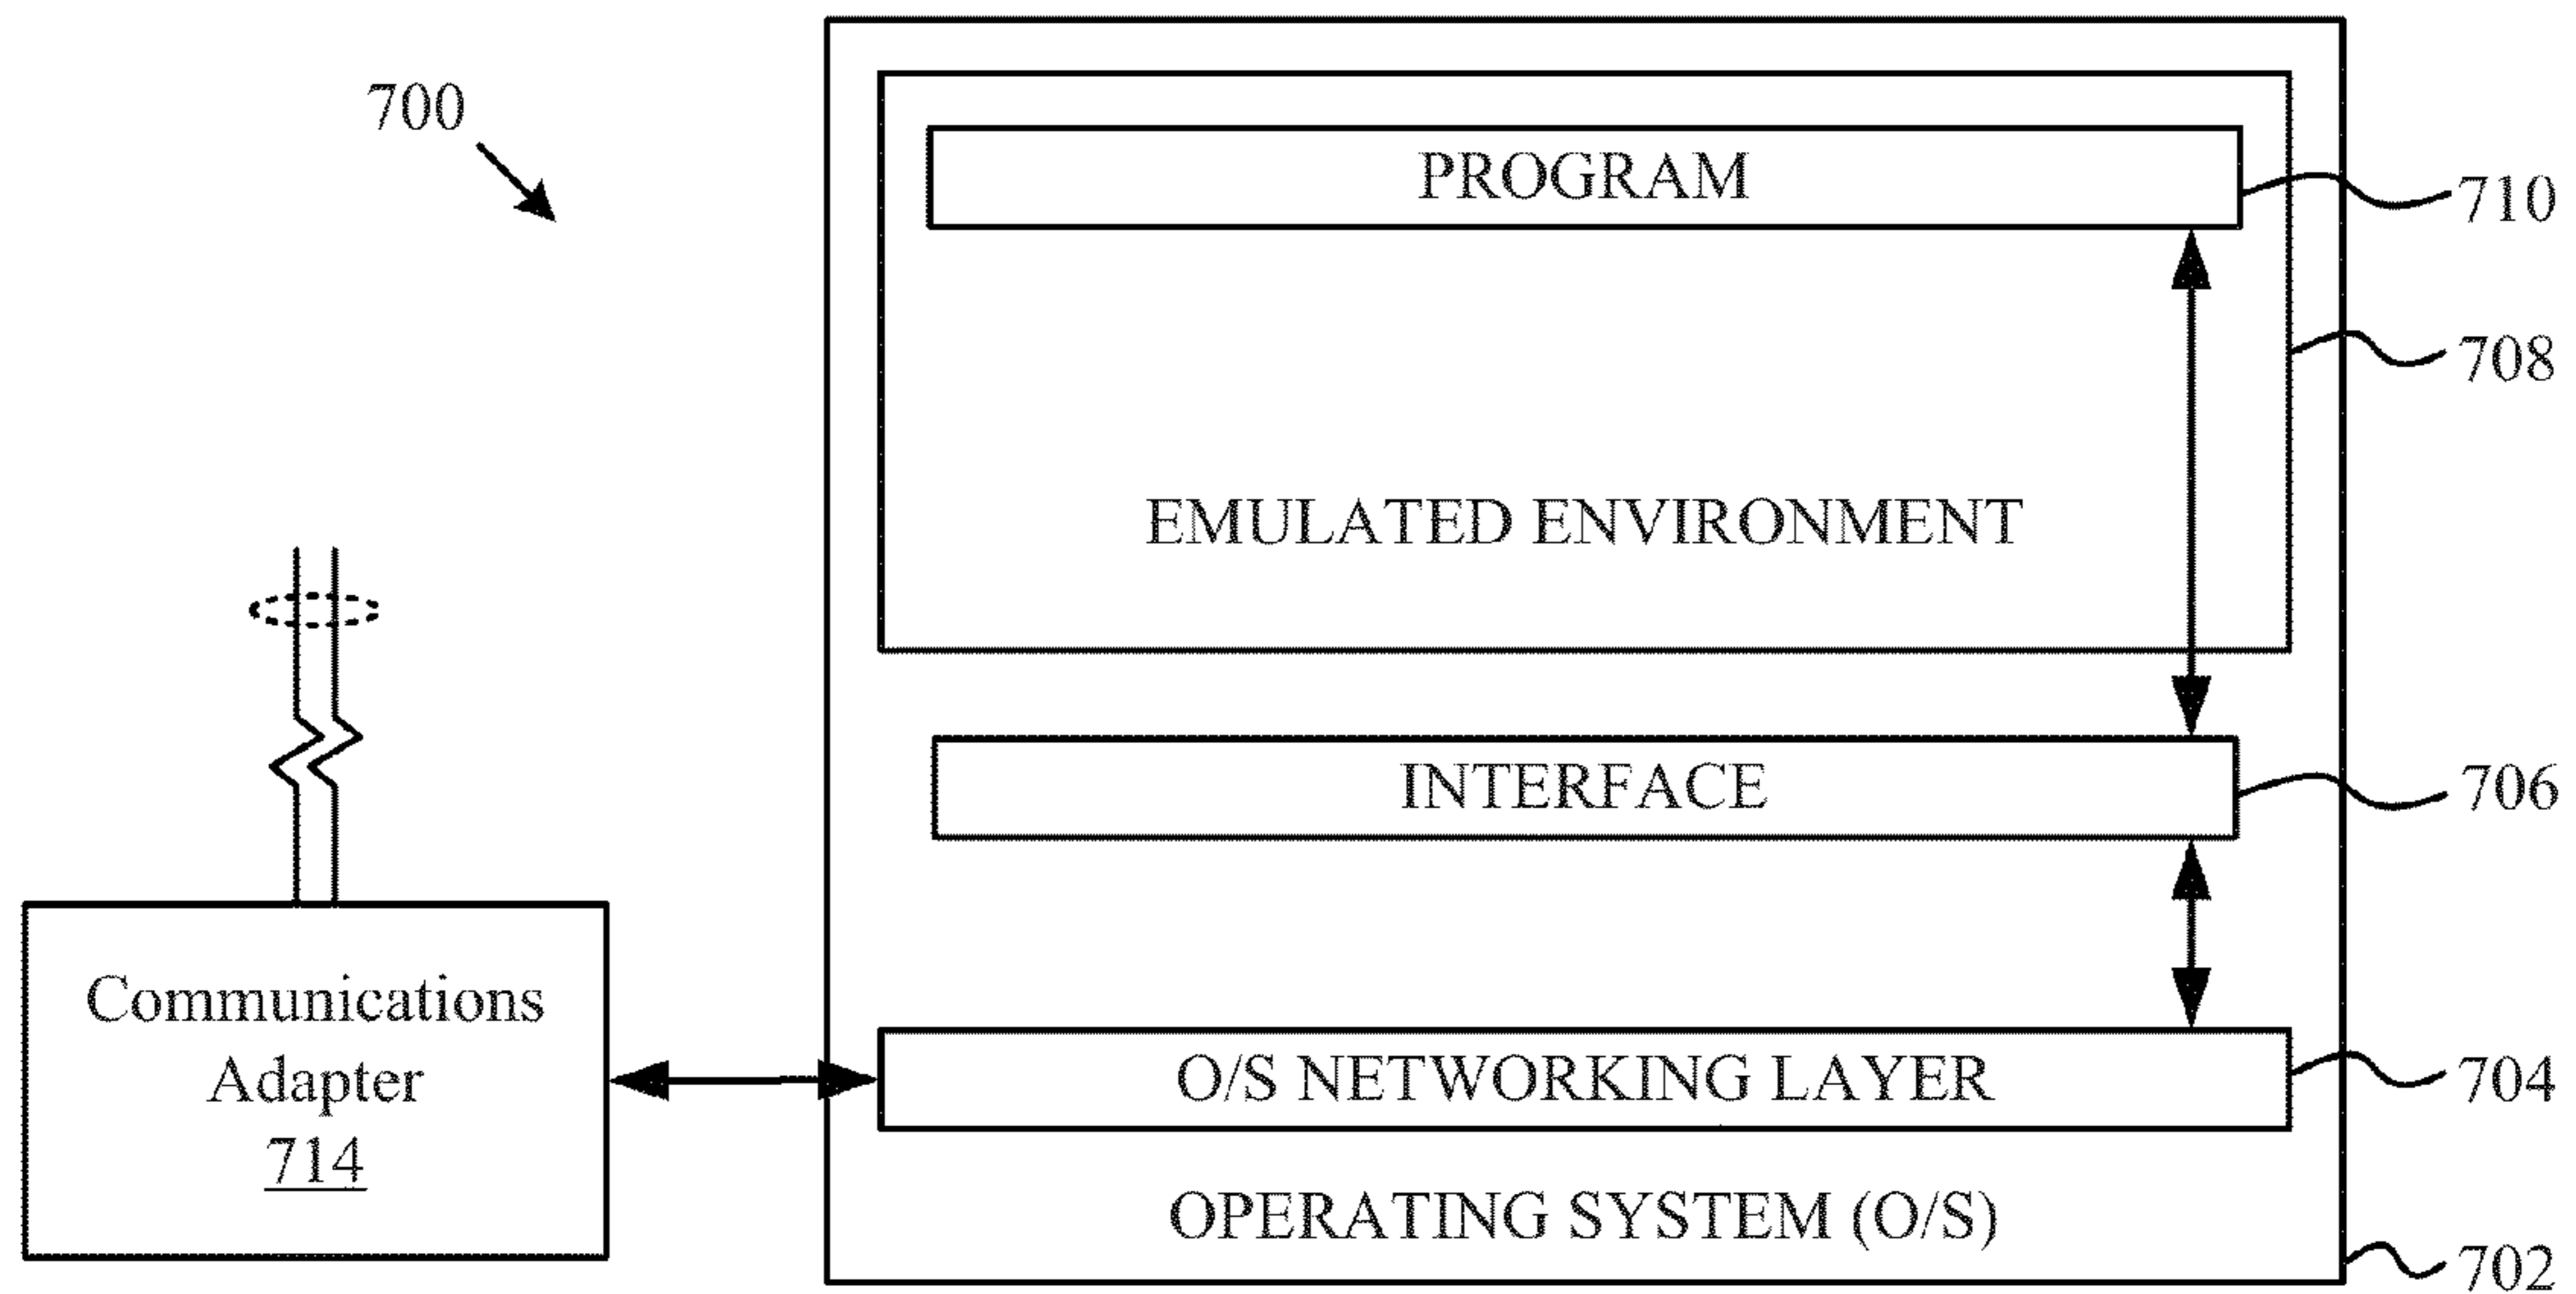 700
PROGRAM
710
708
EMULATED ENVIRONMENT
INTERFACE
706
Communications
Adapter
714
O/S NETWORKING LAYER
704
OPERATING SYSTEM (O/S)
702